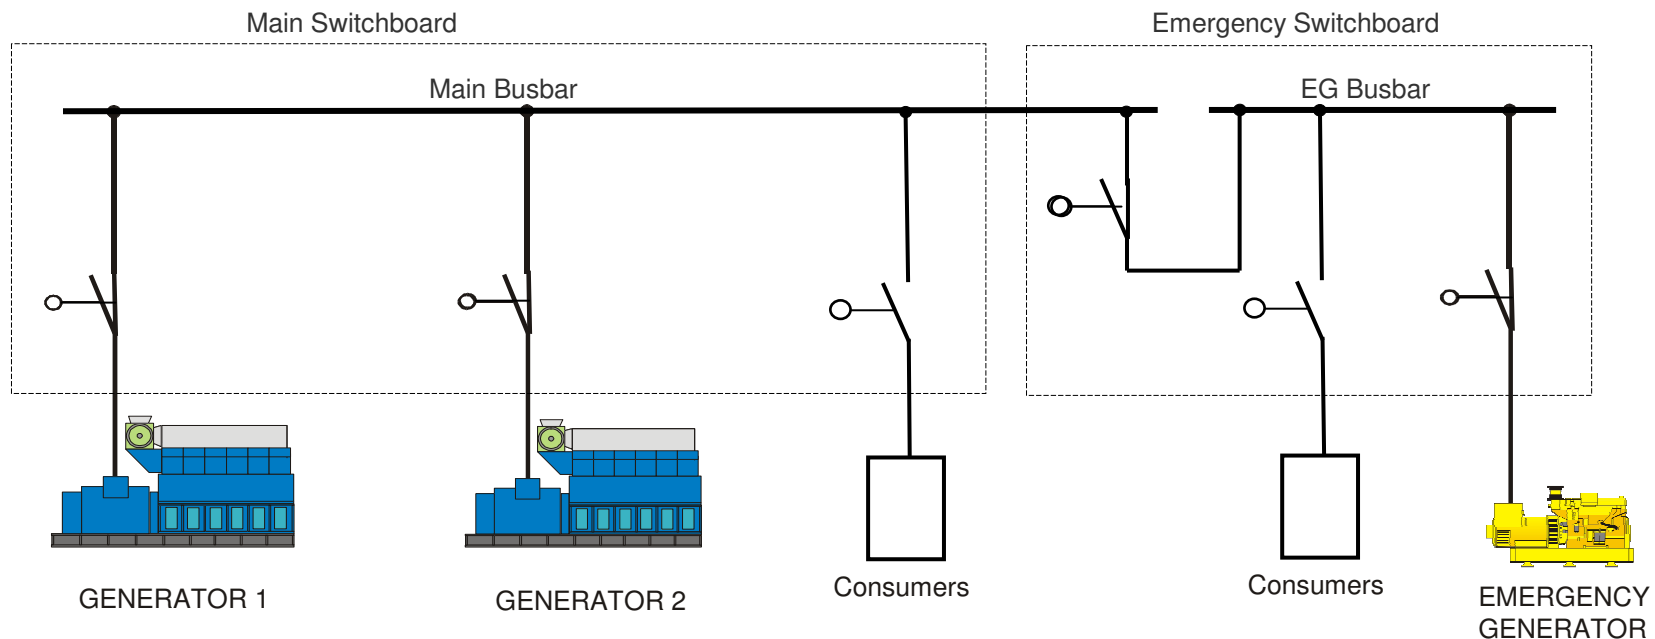 Main Switchboard
Emergency Switchboard
Main Busbar
EG Busbar
GENERATOR 1
GENERATOR 2
Consumers
Consumers
EMERGENCY
GENERATOR